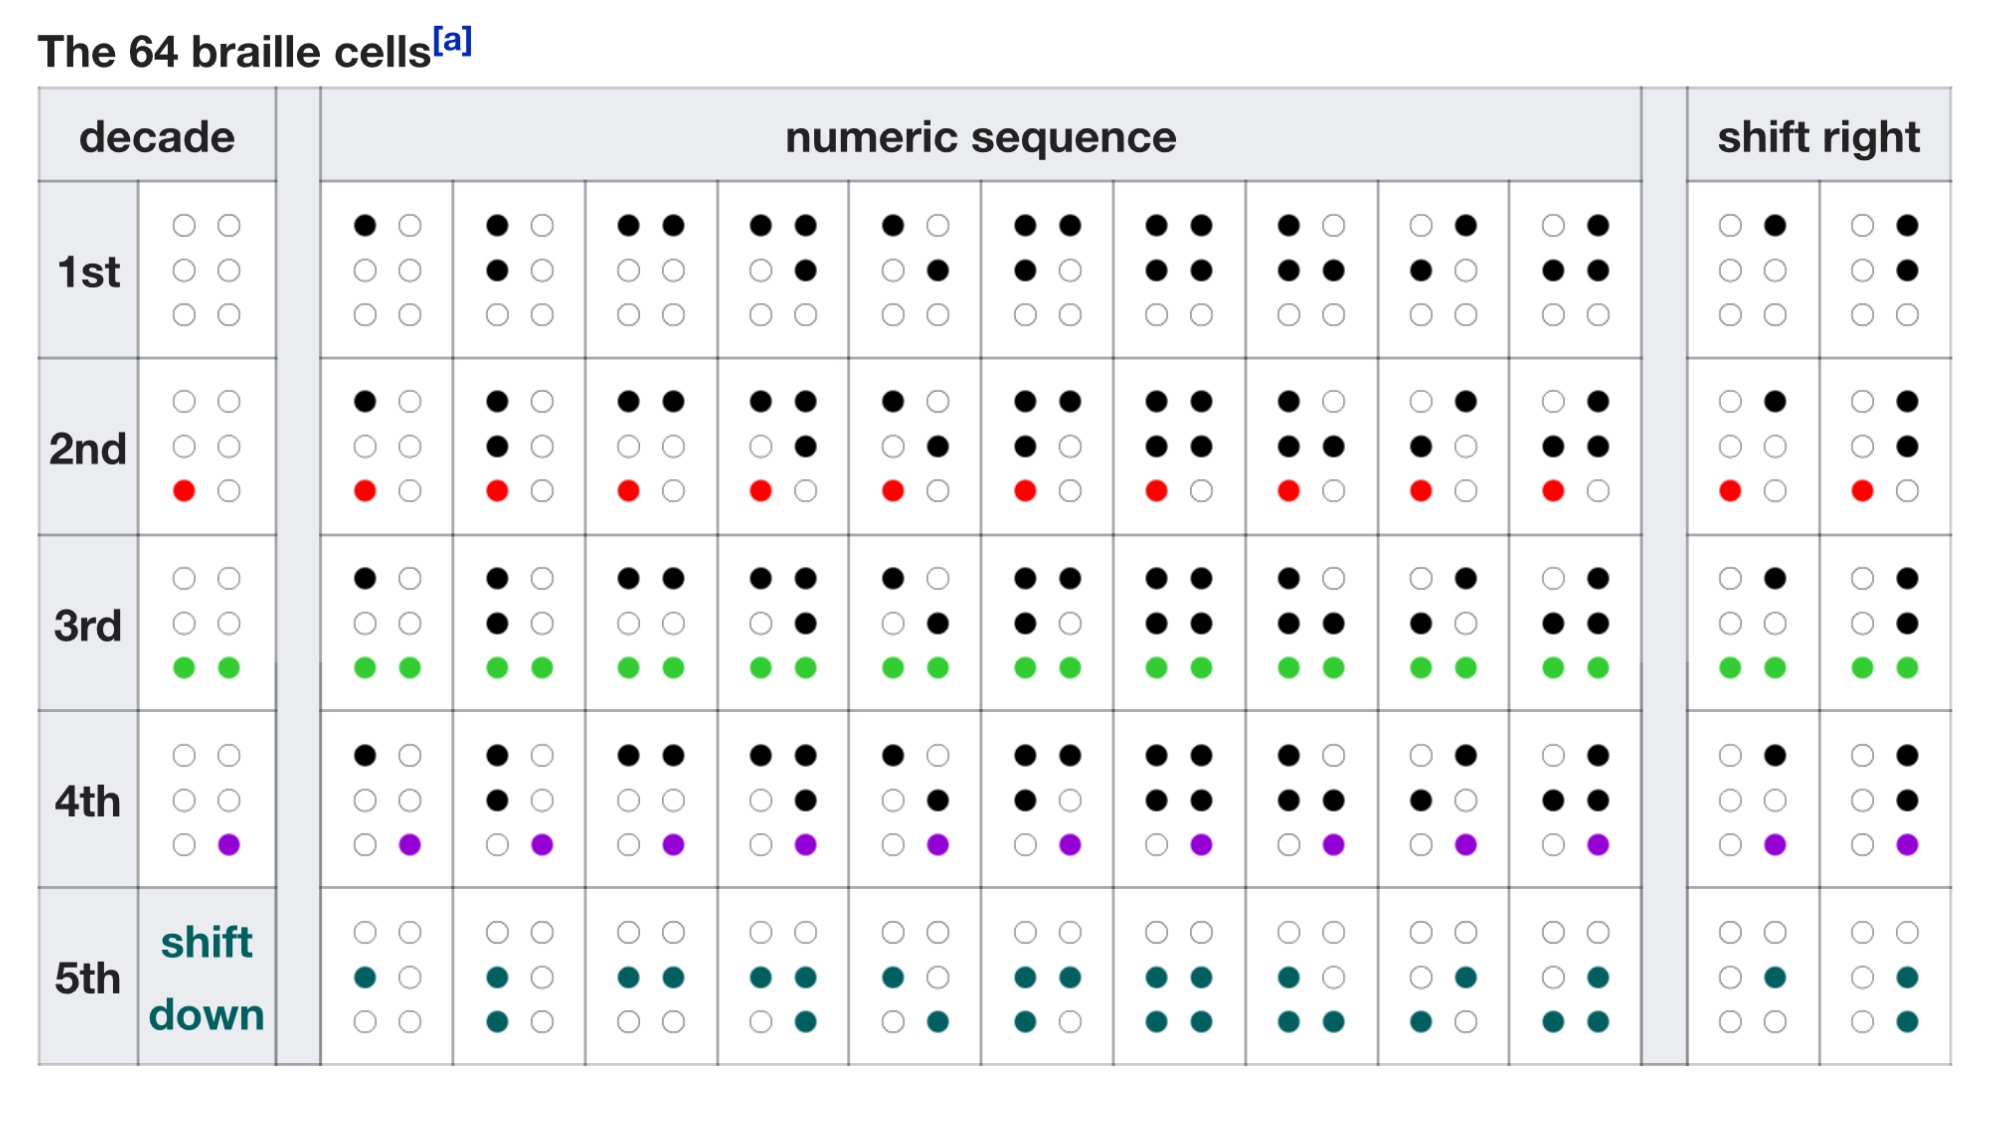 The 64 braille cells[a]
decade numeric sequence shift right
1st
2nd
3rd
4th
5th shift down